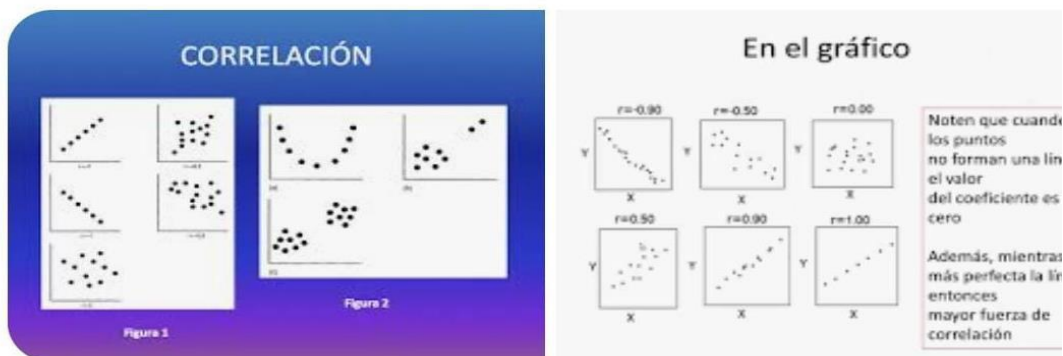 CORRELACIÓN
(a)
(b)
(c)
Figura 1
Figura 2
En el gráfico
r=-0.90
r=-0.50
r=0.00
Y
Y
Y
X
X
X
r=0.50
r=0.90
r=1.00
Y
Y
Y
X
X
X
Noten que cuando
los puntos
no forman una lín
el valor
del coeficiente es
cero
Además, mientras
más perfecta la lín
entonces
mayor fuerza de
correlación